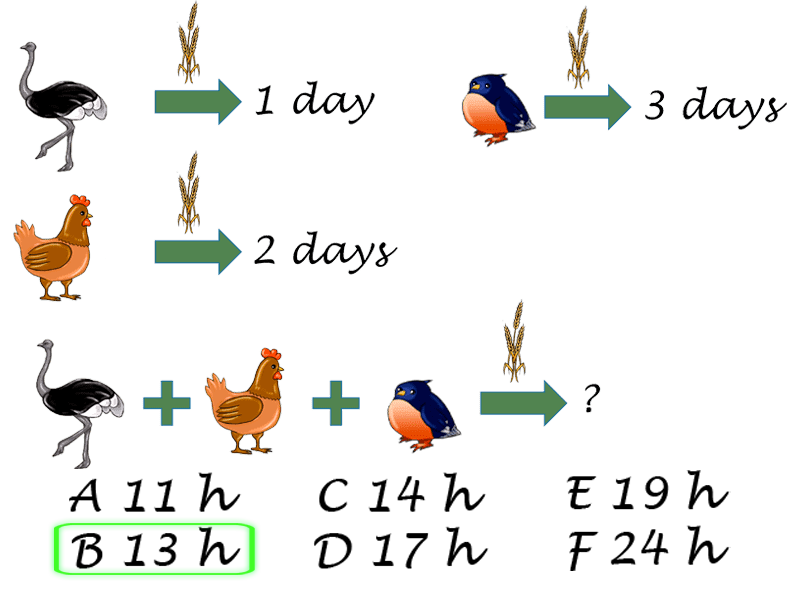 1 day
3 days
2 days
?
A 11 h
C 14 h
E 19 h
B 13 h
D 17 h
F 24 h